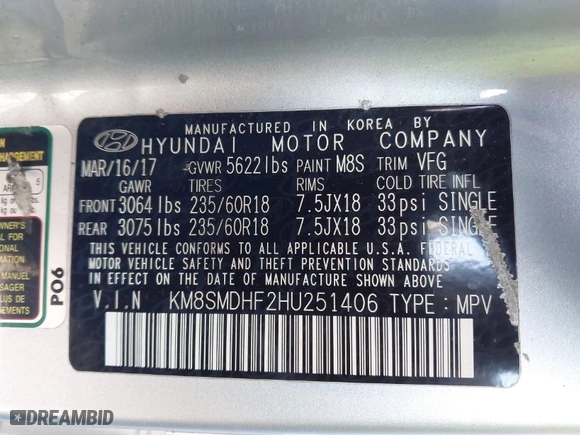 MANUFACTURED IN KOREA BY
HYUNDAI MOTOR COMPANY
MAR/16/17 GVWR 5622lbs PAINT M8S TRIM VFG
GAWR TIRES RIMS COLD TIRE INFL
FRONT 3064 lbs 235/60R18 7.5JX18 33psi SINGLE
REAR 3075 lbs 235/60R18 7.5JX18 33psi SINGLE
THIS VEHICLE CONFORMS TO ALL APPLICABLE U.S.A. FEDERAL
MOTOR VEHICLE SAFETY AND THEFT PREVENTION STANDARDS
IN EFFECT ON THE DATE OF MANUFACTURE SHOWN ABOVE.
V.I.N KM8SMDHF2HU251406 TYPE : MPV
PO6
DREAMBID